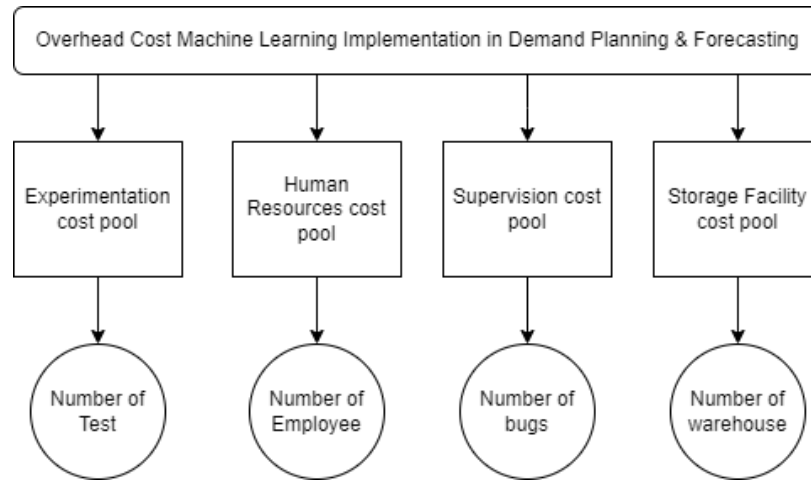 Overhead Cost Machine Learning Implementation in Demand Planning & Forecasting
Experimentation
cost pool
Human
Resources cost
pool
Supervision cost
pool
Storage Facility
cost pool
Number of
Test
Number of
Employee
Number of
bugs
Number of
warehouse